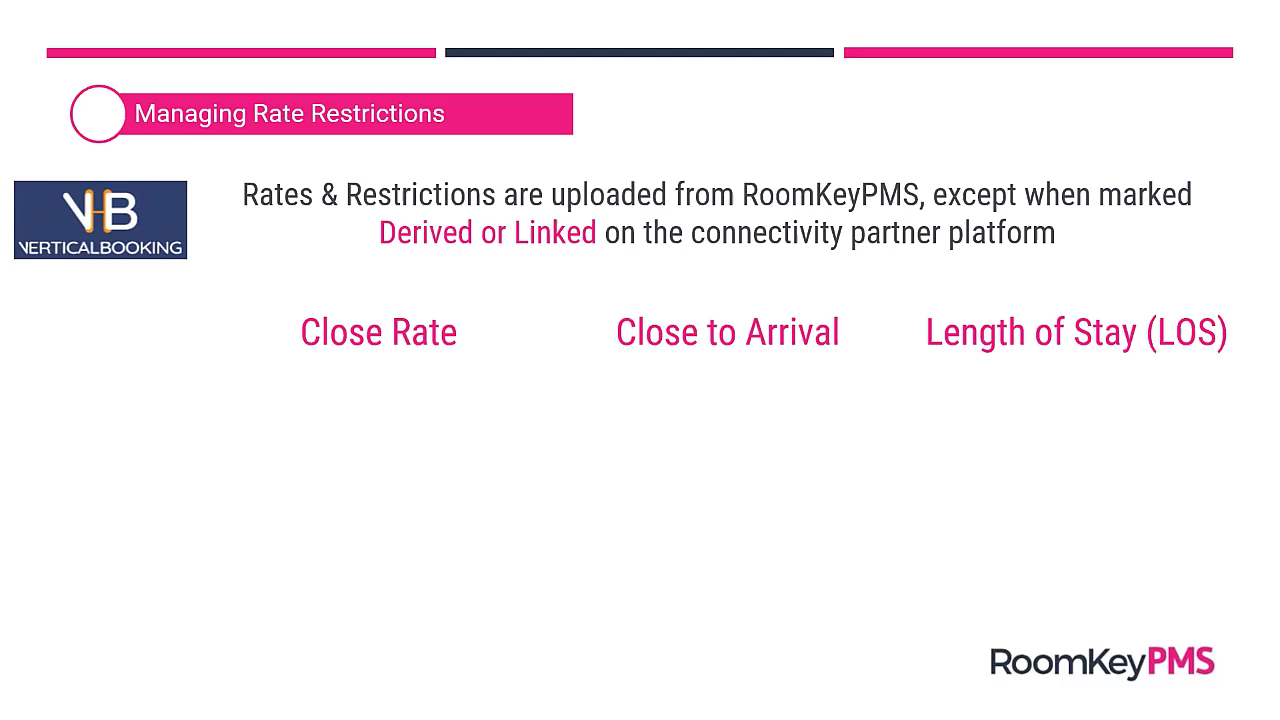 Managing Rate Restrictions
VHB
VERTICALBOOKING
Rates & Restrictions are uploaded from RoomKeyPMS, except when marked
Derived or Linked on the connectivity partner platform
Close Rate
Close to Arrival
Length of Stay (LOS)
RoomKeyPMS